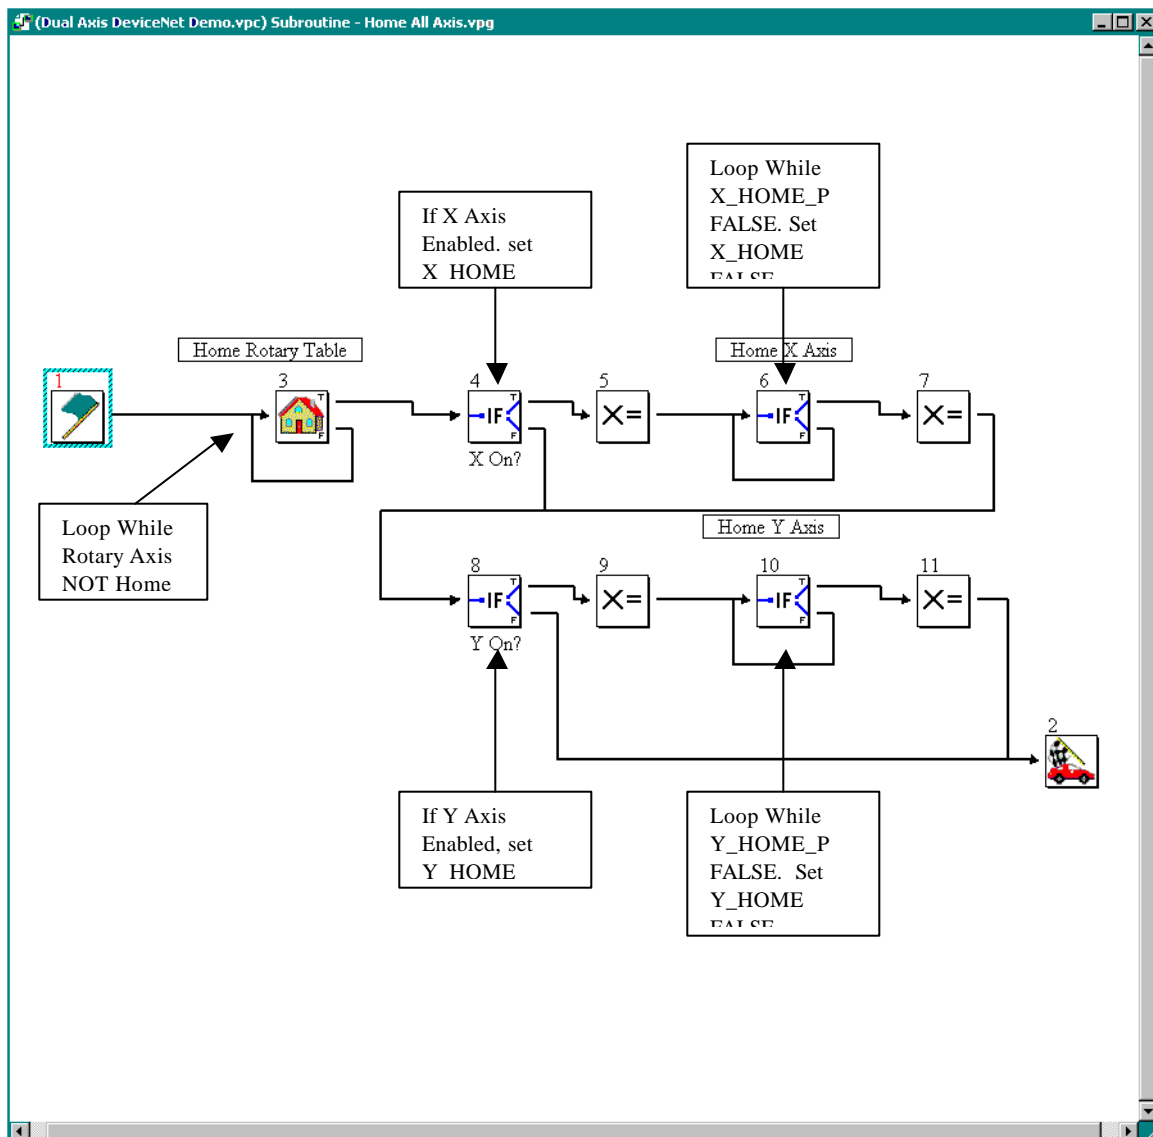 (Dual Axis DeviceNet Demo.vpc) Subroutine - Home All Axis.vpg
Loop While
X_HOME_P
FALSE. Set
X_HOME
FALSE
If X Axis
Enabled. set
X HOME
Home Rotary Table
Home X Axis
1
3
T
F
4
T
IF
F
X On?
5
X=
6
T
IF
F
7
X=
Loop While
Rotary Axis
NOT Home
Home Y Axis
8
T
IF
F
Y On?
9
X=
10
T
IF
F
11
X=
2
If Y Axis
Enabled, set
Y HOME
Loop While
Y_HOME_P
FALSE. Set
Y_HOME
FALSE